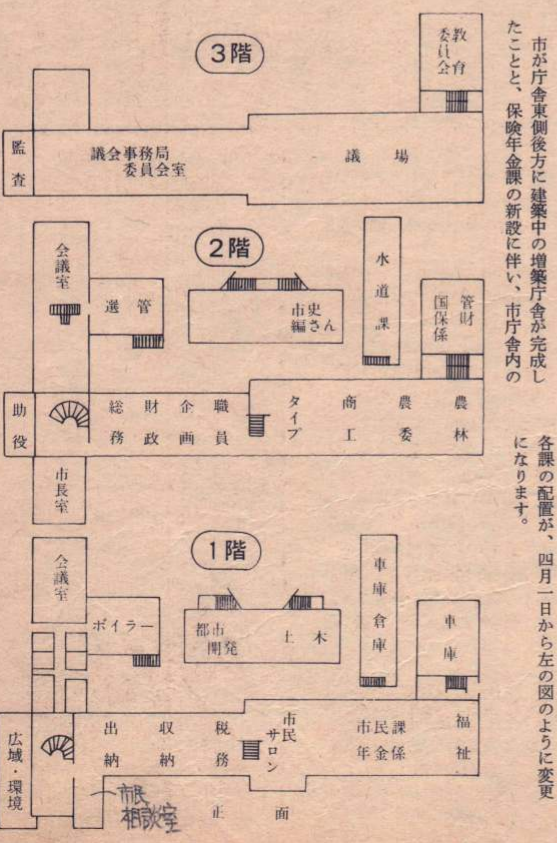 市が庁舎東側後方に建築中の増築庁舎が完成し
たことと、保険年金課の新設に伴い、市庁舎内の
各課の配置が、四月一日から左の図のように変更
になります。
3階
教育
委員会
監査
議会事務局
委員会室
議場
2階
会議室
選管
市史
編さん
水道課
管財
国保係
助役
総務
財政
企画
職員
タイプ
商工
農委
農林
市長室
1階
会議室
ボイラー
都市
開発
土木
車庫倉庫
車庫
広域・環境
出納
収納
税務
市民
サロン
市民課
年金係
福祉
市民
相談室
正面